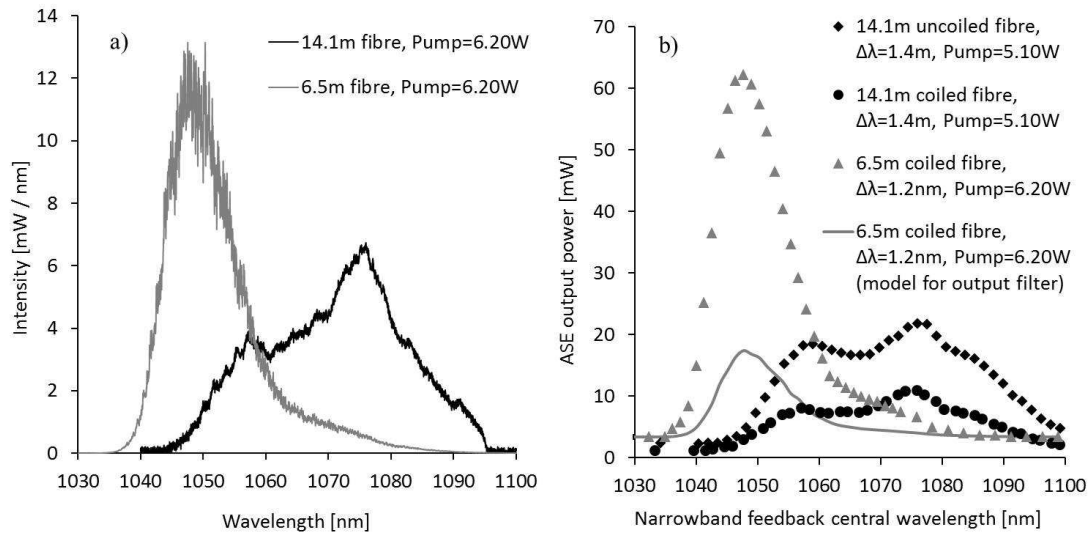 a)
14.1m fibre, Pump=6.20W
6.5m fibre, Pump=6.20W
Intensity [mW / nm]
14
12
10
8
6
4
2
0
1030 1040 1050 1060 1070 1080 1090 1100
Wavelength [nm]
b)
14.1m uncoiled fibre,
Δλ=1.4m, Pump=5.10W
14.1m coiled fibre,
Δλ=1.4m, Pump=5.10W
6.5m coiled fibre,
Δλ=1.2nm, Pump=6.20W
6.5m coiled fibre,
Δλ=1.2nm, Pump=6.20W
(model for output filter)
ASE output power [mW]
70
60
50
40
30
20
10
0
1030 1040 1050 1060 1070 1080 1090 1100
Narrowband feedback central wavelength [nm]